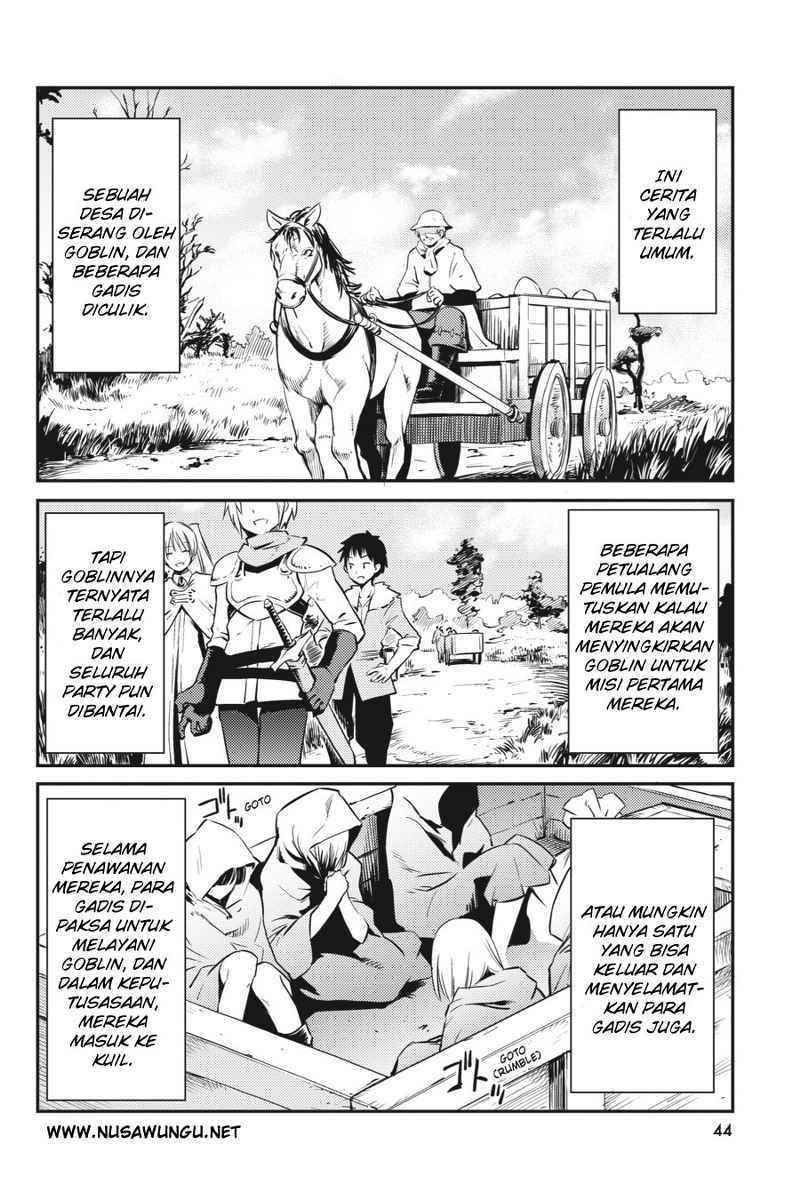 INI
CERITA
YANG
TERLALU
UMUM.
SEBUAH
DESA DI-
SERANG OLEH
GOBLIN, DAN
BEBERAPA
GADIS
DICULIK.
BEBERAPA
PETUALANG
PEMULA MEMU-
TUSKAN KALAU
MEREKA AKAN
MENYINGKIRKAN
GOBLIN UNTUK
MISI PERTAMA
MEREKA.
TAPI
GOBLINNYA
TERNYATA
TERLALU
BANYAK,
DAN
SELURUH
PARTY PUN
DIBANTAI.
ATAU MUNGKIN
HANYA SATU
YANG BISA
KELUAR DAN
MENYELAMAT-
KAN PARA
GADIS JUGA.
ゴト
GOTO
SELAMA
PENAWANAN
MEREKA, PARA
GADIS DI-
PAKSA UNTUK
MELAYANI
GOBLIN, DAN
DALAM KEPU-
TUSASAAN,
MEREKA
MASUK KE
KUIL.
ゴト
GOTO
(RUMBLE)
WWW.NUSAWUNGU.NET
44